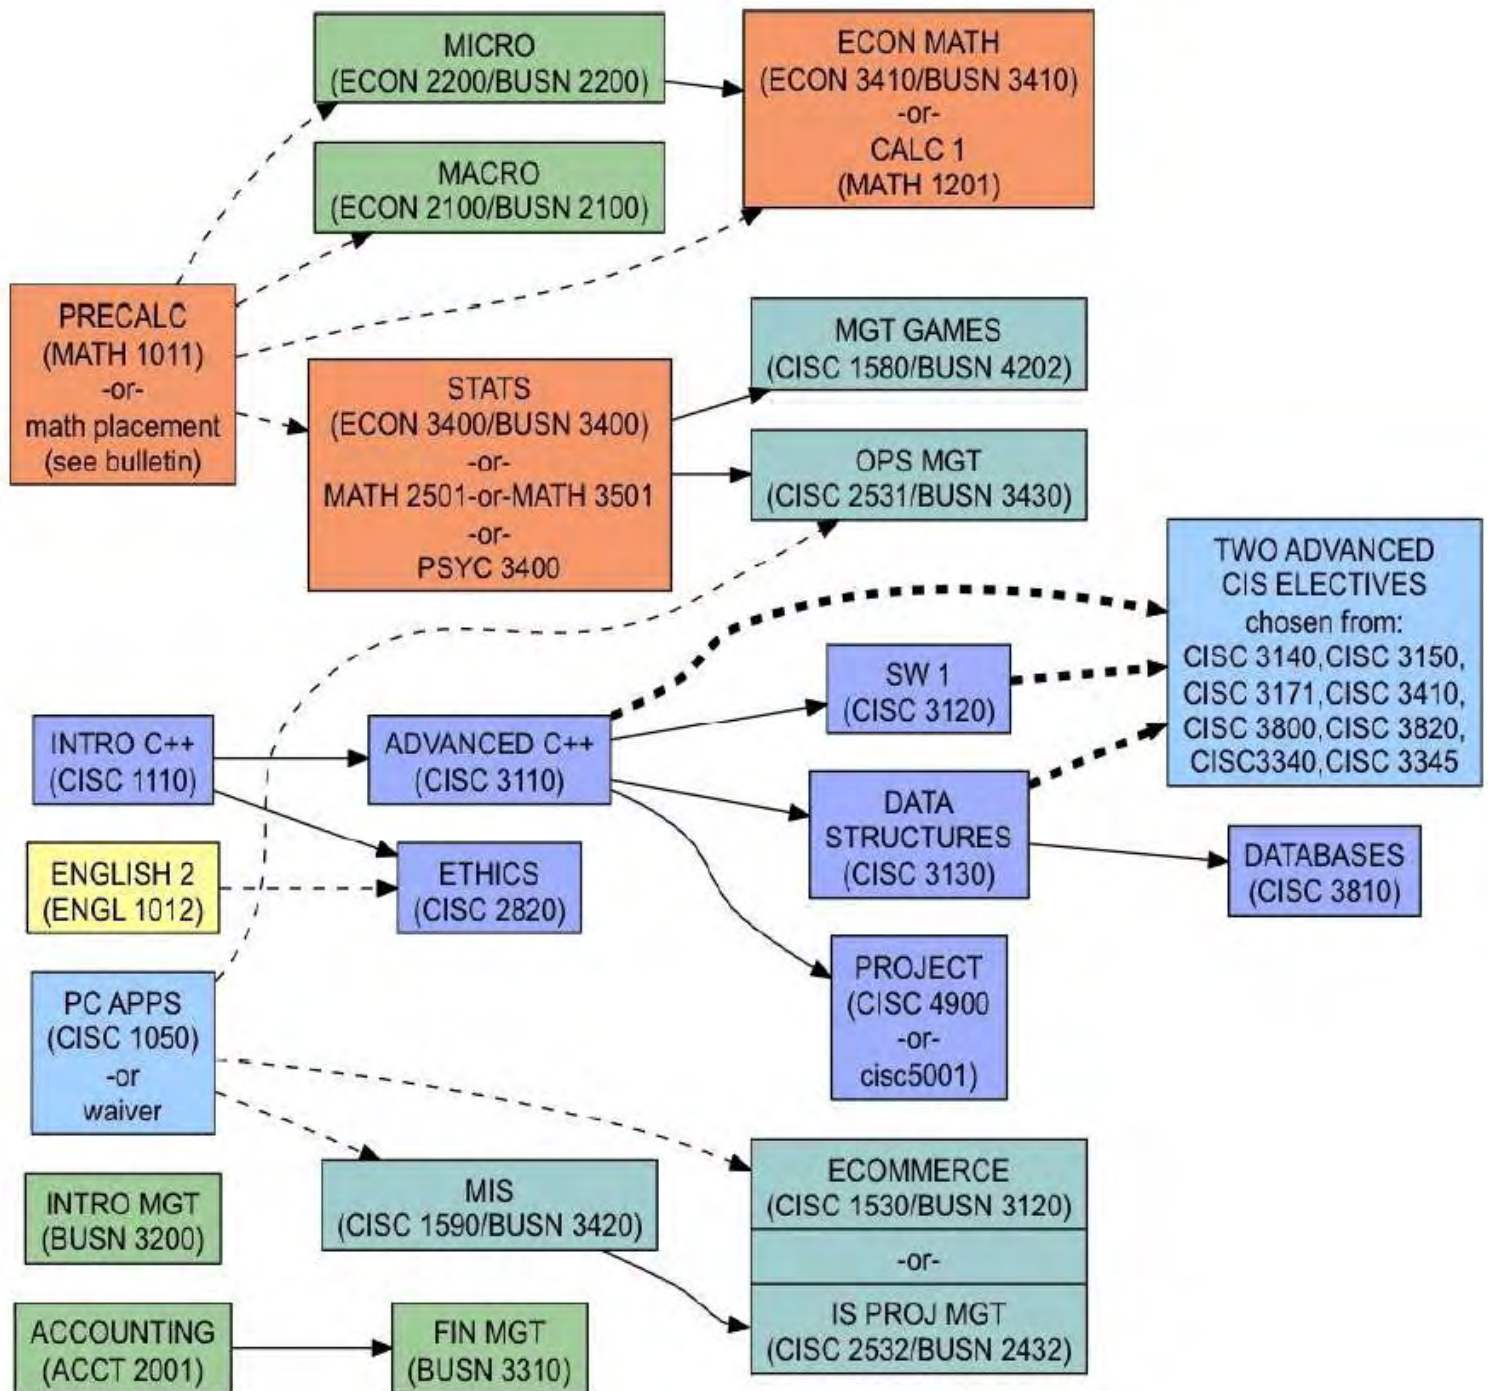 MICRO
(ECON 2200/BUSN 2200)
ECON MATH
(ECON 3410/BUSN 3410)
-or-
CALC 1
(MATH 1201)
MACRO
(ECON 2100/BUSN 2100)
PRECALC
(MATH 1011)
-or-
math placement
(see bulletin)
MGT GAMES
(CISC 1580/BUSN 4202)
STATS
(ECON 3400/BUSN 3400)
-or-
MATH 2501-or-MATH 3501
-or-
PSYC 3400
OPS MGT
(CISC 2531/BUSN 3430)
TWO ADVANCED
CIS ELECTIVES
chosen from:
CISC 3140,CISC 3150,
CISC 3171,CISC 3410,
CISC 3800,CISC 3820,
CISC3340,CISC 3345
SW 1
(CISC 3120)
INTRO C++
(CISC 1110)
ADVANCED C++
(CISC 3110)
DATA
STRUCTURES
(CISC 3130)
DATABASES
(CISC 3810)
ENGLISH 2
(ENGL 1012)
ETHICS
(CISC 2820)
PROJECT
(CISC 4900
-or-
cisc5001)
PC APPS
(CISC 1050)
-or
waiver
INTRO MGT
(BUSN 3200)
MIS
(CISC 1590/BUSN 3420)
ECOMMERCE
(CISC 1530/BUSN 3120)
-or-
IS PROJ MGT
(CISC 2532/BUSN 2432)
ACCOUNTING
(ACCT 2001)
FIN MGT
(BUSN 3310)